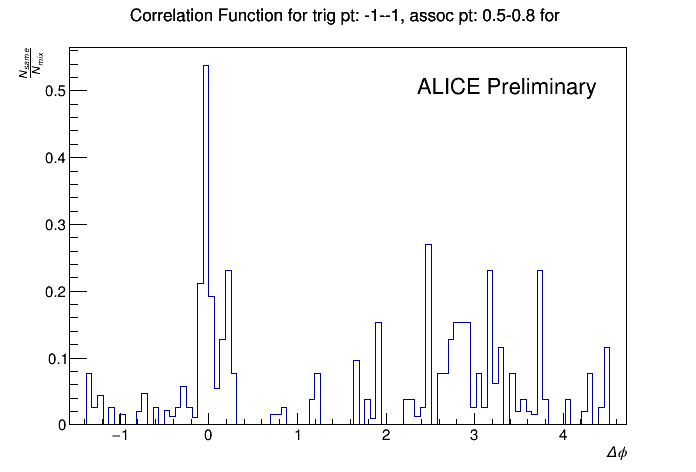 Correlation Function for trig pt: -1--1, assoc pt: 0.5-0.8 for
N_same
N_mix
ALICE Preliminary
0.5
0.4
0.3
0.2
0.1
0
−1 0 1 2 3 4
Δφ